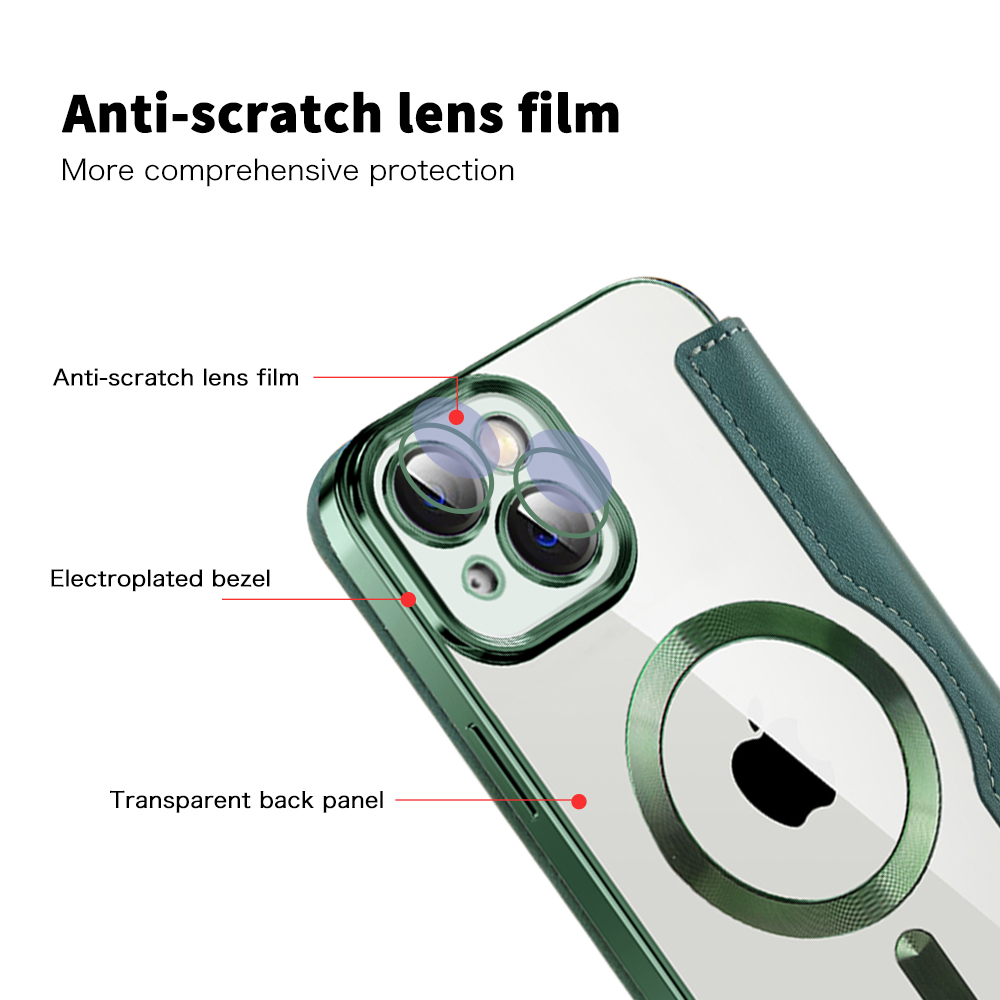 Anti-scratch lens film
More comprehensive protection
Anti-scratch lens film
Electroplated bezel
Transparent back panel